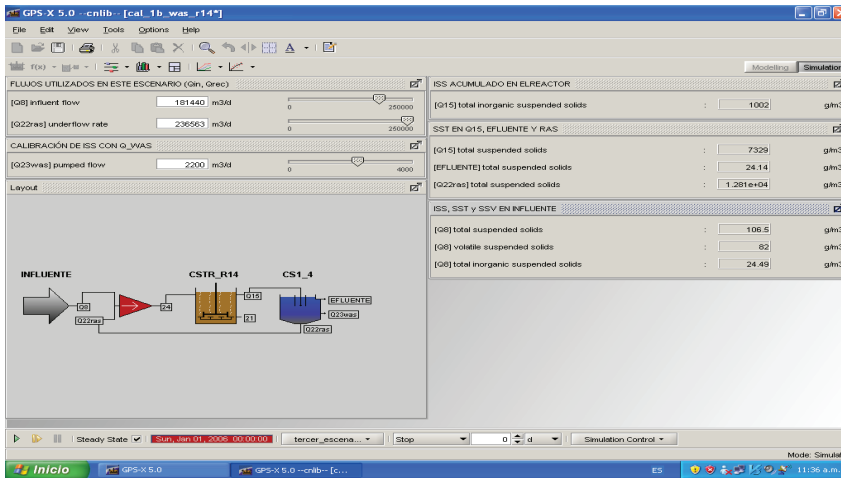 GPS-X 5.0 --cnlib-- [cal_1b_was_r14*]
File Edit View Tools Options Help
f(x)
A
Modelling Simulation
FLUJOS UTILIZADOS EN ESTE ESCENARIO (Qin, Qrec)
[Q8] influent flow 181440 m3/d 0 250000
[Q22ras] underflow rate 236563 m3/d 0 250000
CALIBRACIÓN DE ISS CON Q_WAS
[Q23was] pumped flow 2200 m3/d 0 4000
Layout
INFLUENTE CSTR_R14 CS1_4
Q8 24 Q15 EFLUENTE
Q22ras 21 Q23was
Q22ras
ISS ACUMULADO EN ELREACTOR
[Q15] total inorganic suspended solids : 1002 g/m3
SST EN Q15, EFLUENTE Y RAS
[Q15] total suspended solids : 7329 g/m3
[EFLUENTE] total suspended solids : 24.14 g/m3
[Q22ras] total suspended solids : 1.281e+04 g/m3
ISS, SST y SSV EN INFLUENTE
[Q8] total suspended solids : 106.5 g/m3
[Q8] volatile suspended solids : 82 g/m3
[Q8] total inorganic suspended solids : 24.49 g/m3
Steady State Sun, Jan 01, 2006 00:00:00 tercer_escena... Stop 0 d Simulation Control
Mode: Simulat
Inicio GPS-X 5.0 GPS-X 5.0 --cnlib-- [c... ES 11:36 a.m.